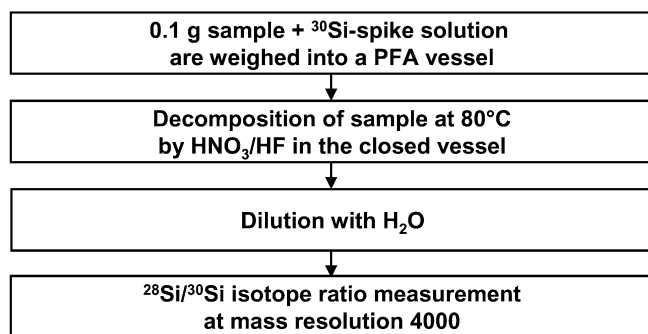 0.1 g sample + ³⁰Si-spike solution
are weighed into a PFA vessel
Decomposition of sample at 80°C
by HNO₃/HF in the closed vessel
Dilution with H₂O
²⁸Si/³⁰Si isotope ratio measurement
at mass resolution 4000